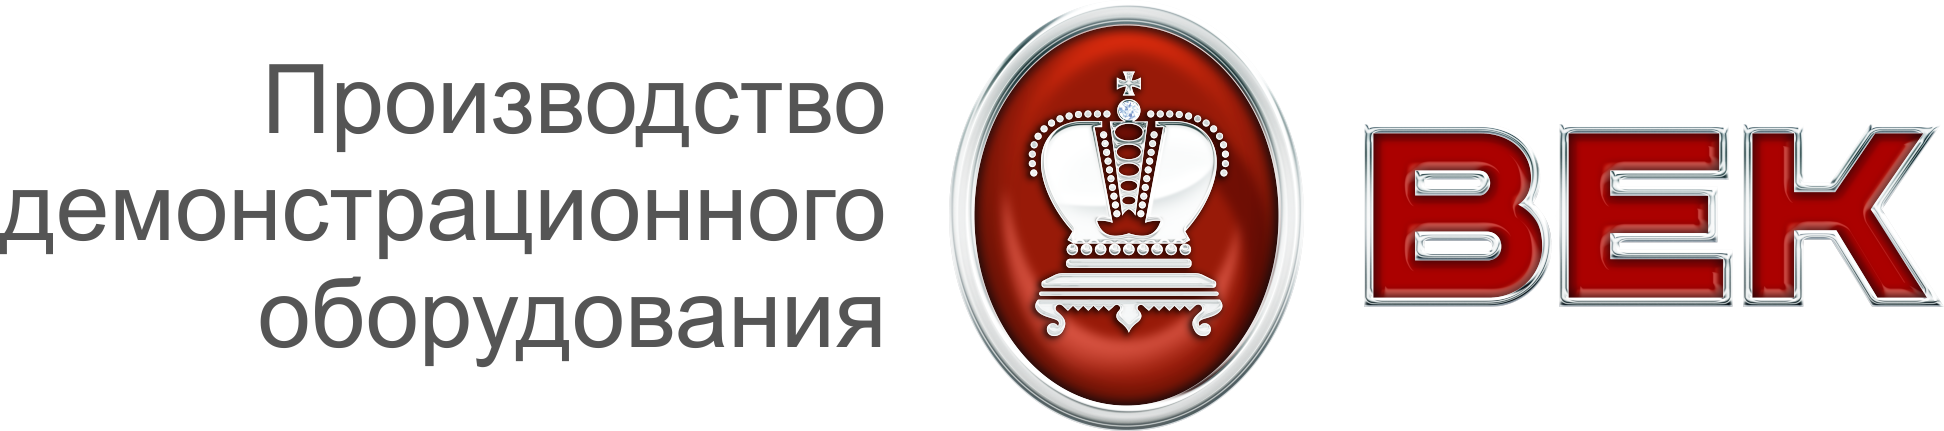 Производство
демонстрационного
оборудования
ВЕК